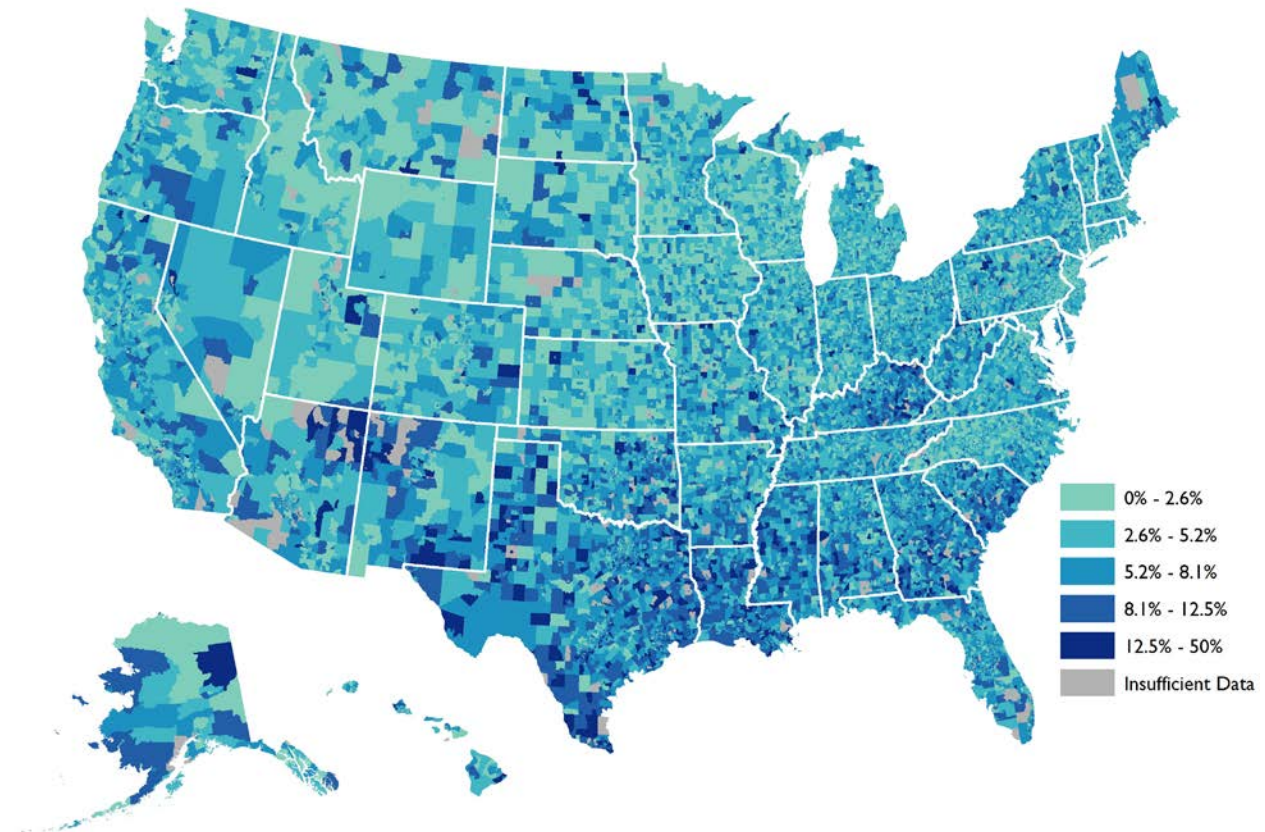 0% - 2.6%
2.6% - 5.2%
5.2% - 8.1%
8.1% - 12.5%
12.5% - 50%
Insufficient Data